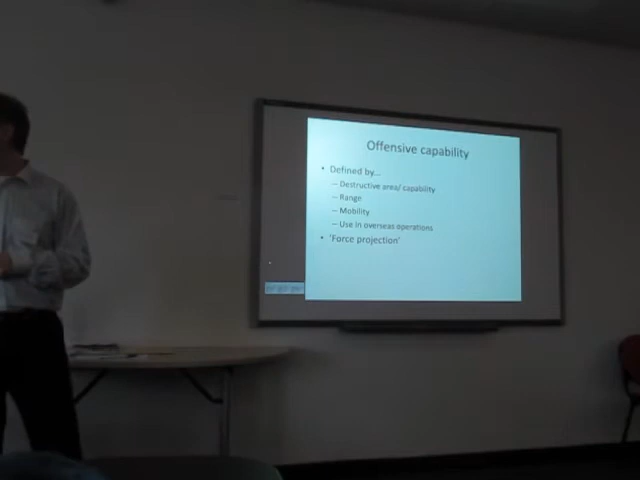 Offensive capability
• Defined by...
– Destructive area/ capability
– Range
– Mobility
– Use in overseas operations
• 'Force projection'